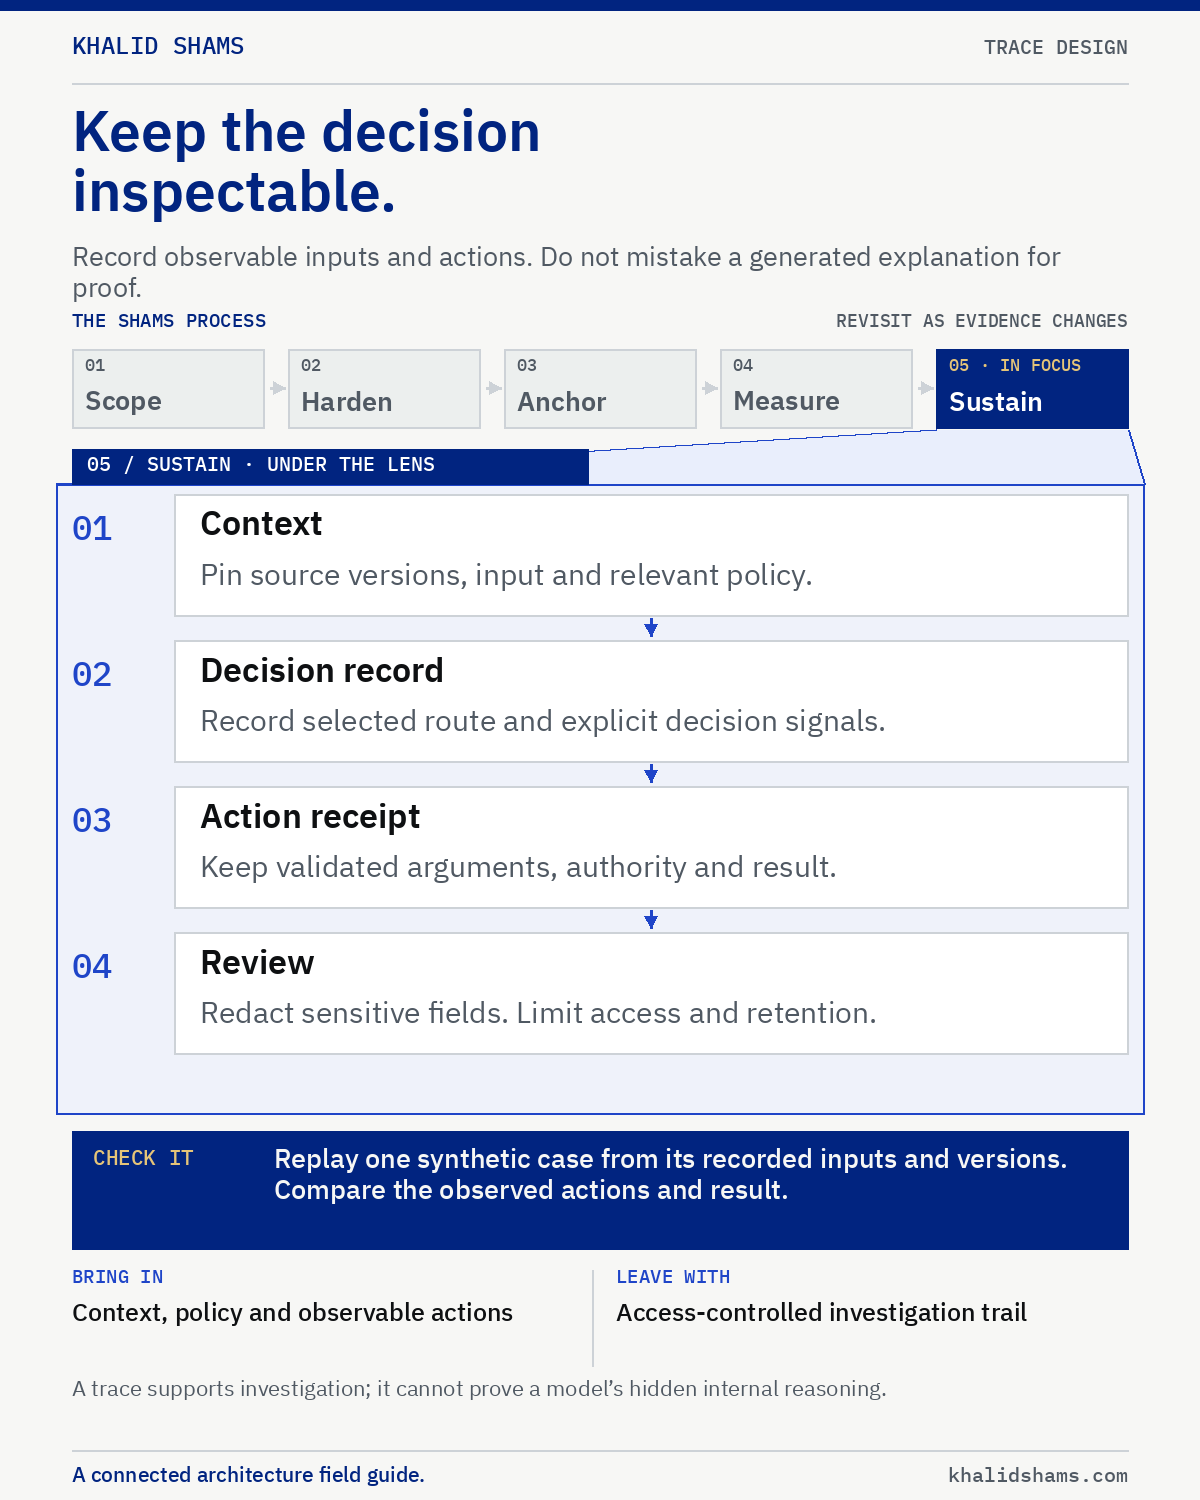 KHALID SHAMS
TRACE DESIGN
Keep the decision
inspectable.
Record observable inputs and actions. Do not mistake a generated explanation for
proof.
THE SHAMS PROCESS
REVISIT AS EVIDENCE CHANGES
01
Scope
02
Harden
03
Anchor
04
Measure
05 · IN FOCUS
Sustain
05 / SUSTAIN · UNDER THE LENS
01
Context
Pin source versions, input and relevant policy.
02
Decision record
Record selected route and explicit decision signals.
03
Action receipt
Keep validated arguments, authority and result.
04
Review
Redact sensitive fields. Limit access and retention.
CHECK IT
Replay one synthetic case from its recorded inputs and versions.
Compare the observed actions and result.
BRING IN
Context, policy and observable actions
LEAVE WITH
Access-controlled investigation trail
A trace supports investigation; it cannot prove a model’s hidden internal reasoning.
A connected architecture field guide.
khalidshams.com